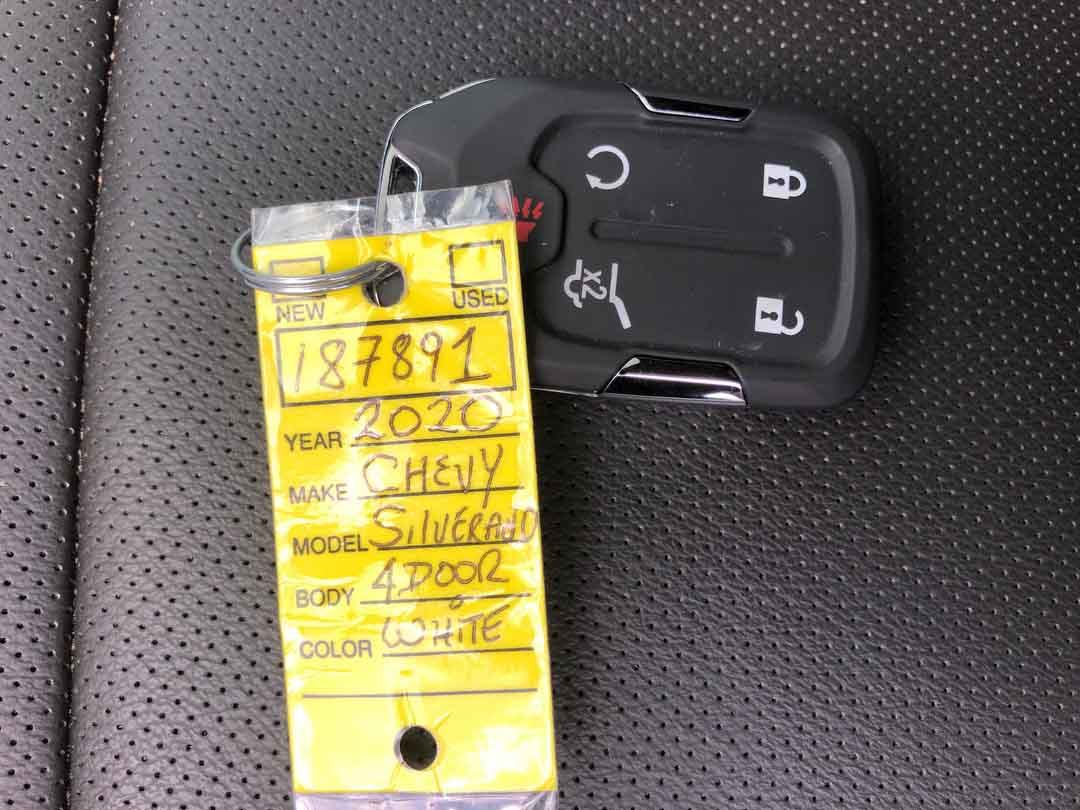 NEW USED
187891
YEAR 2020
MAKE CHEVY
MODEL SILVERADO
BODY 4 DOOR
COLOR WHITE
X2